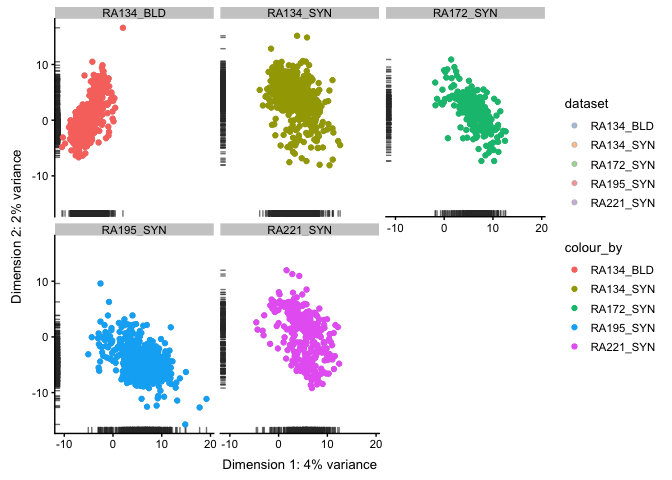 RA134_BLD RA134_SYN RA172_SYN
10
0
-10
-10 0 10 20
RA195_SYN RA221_SYN
10
0
-10
-10 0 10 20 -10 0 10 20
Dimension 1: 4% variance
Dimension 2: 2% variance
dataset
RA134_BLD
RA134_SYN
RA172_SYN
RA195_SYN
RA221_SYN
colour_by
RA134_BLD
RA134_SYN
RA172_SYN
RA195_SYN
RA221_SYN